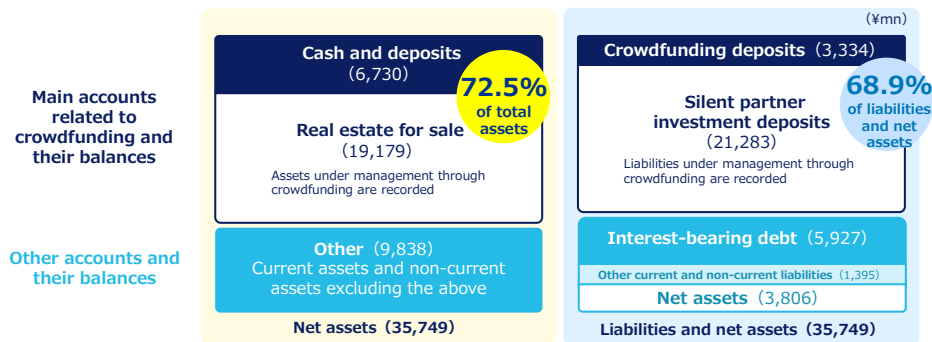 (¥mn)
Main accounts
related to
crowdfunding and
their balances
Cash and deposits
(6,730)
72.5%
of total
assets
Real estate for sale
(19,179)
Assets under management through
crowdfunding are recorded
Crowdfunding deposits (3,334)
68.9%
of liabilities
and net
assets
Silent partner
investment deposits
(21,283)
Liabilities under management through
crowdfunding are recorded
Other accounts and
their balances
Other (9,838)
Current assets and non-current
assets excluding the above
Interest-bearing debt (5,927)
Other current and non-current liabilities (1,395)
Net assets (3,806)
Net assets (35,749)
Liabilities and net assets (35,749)